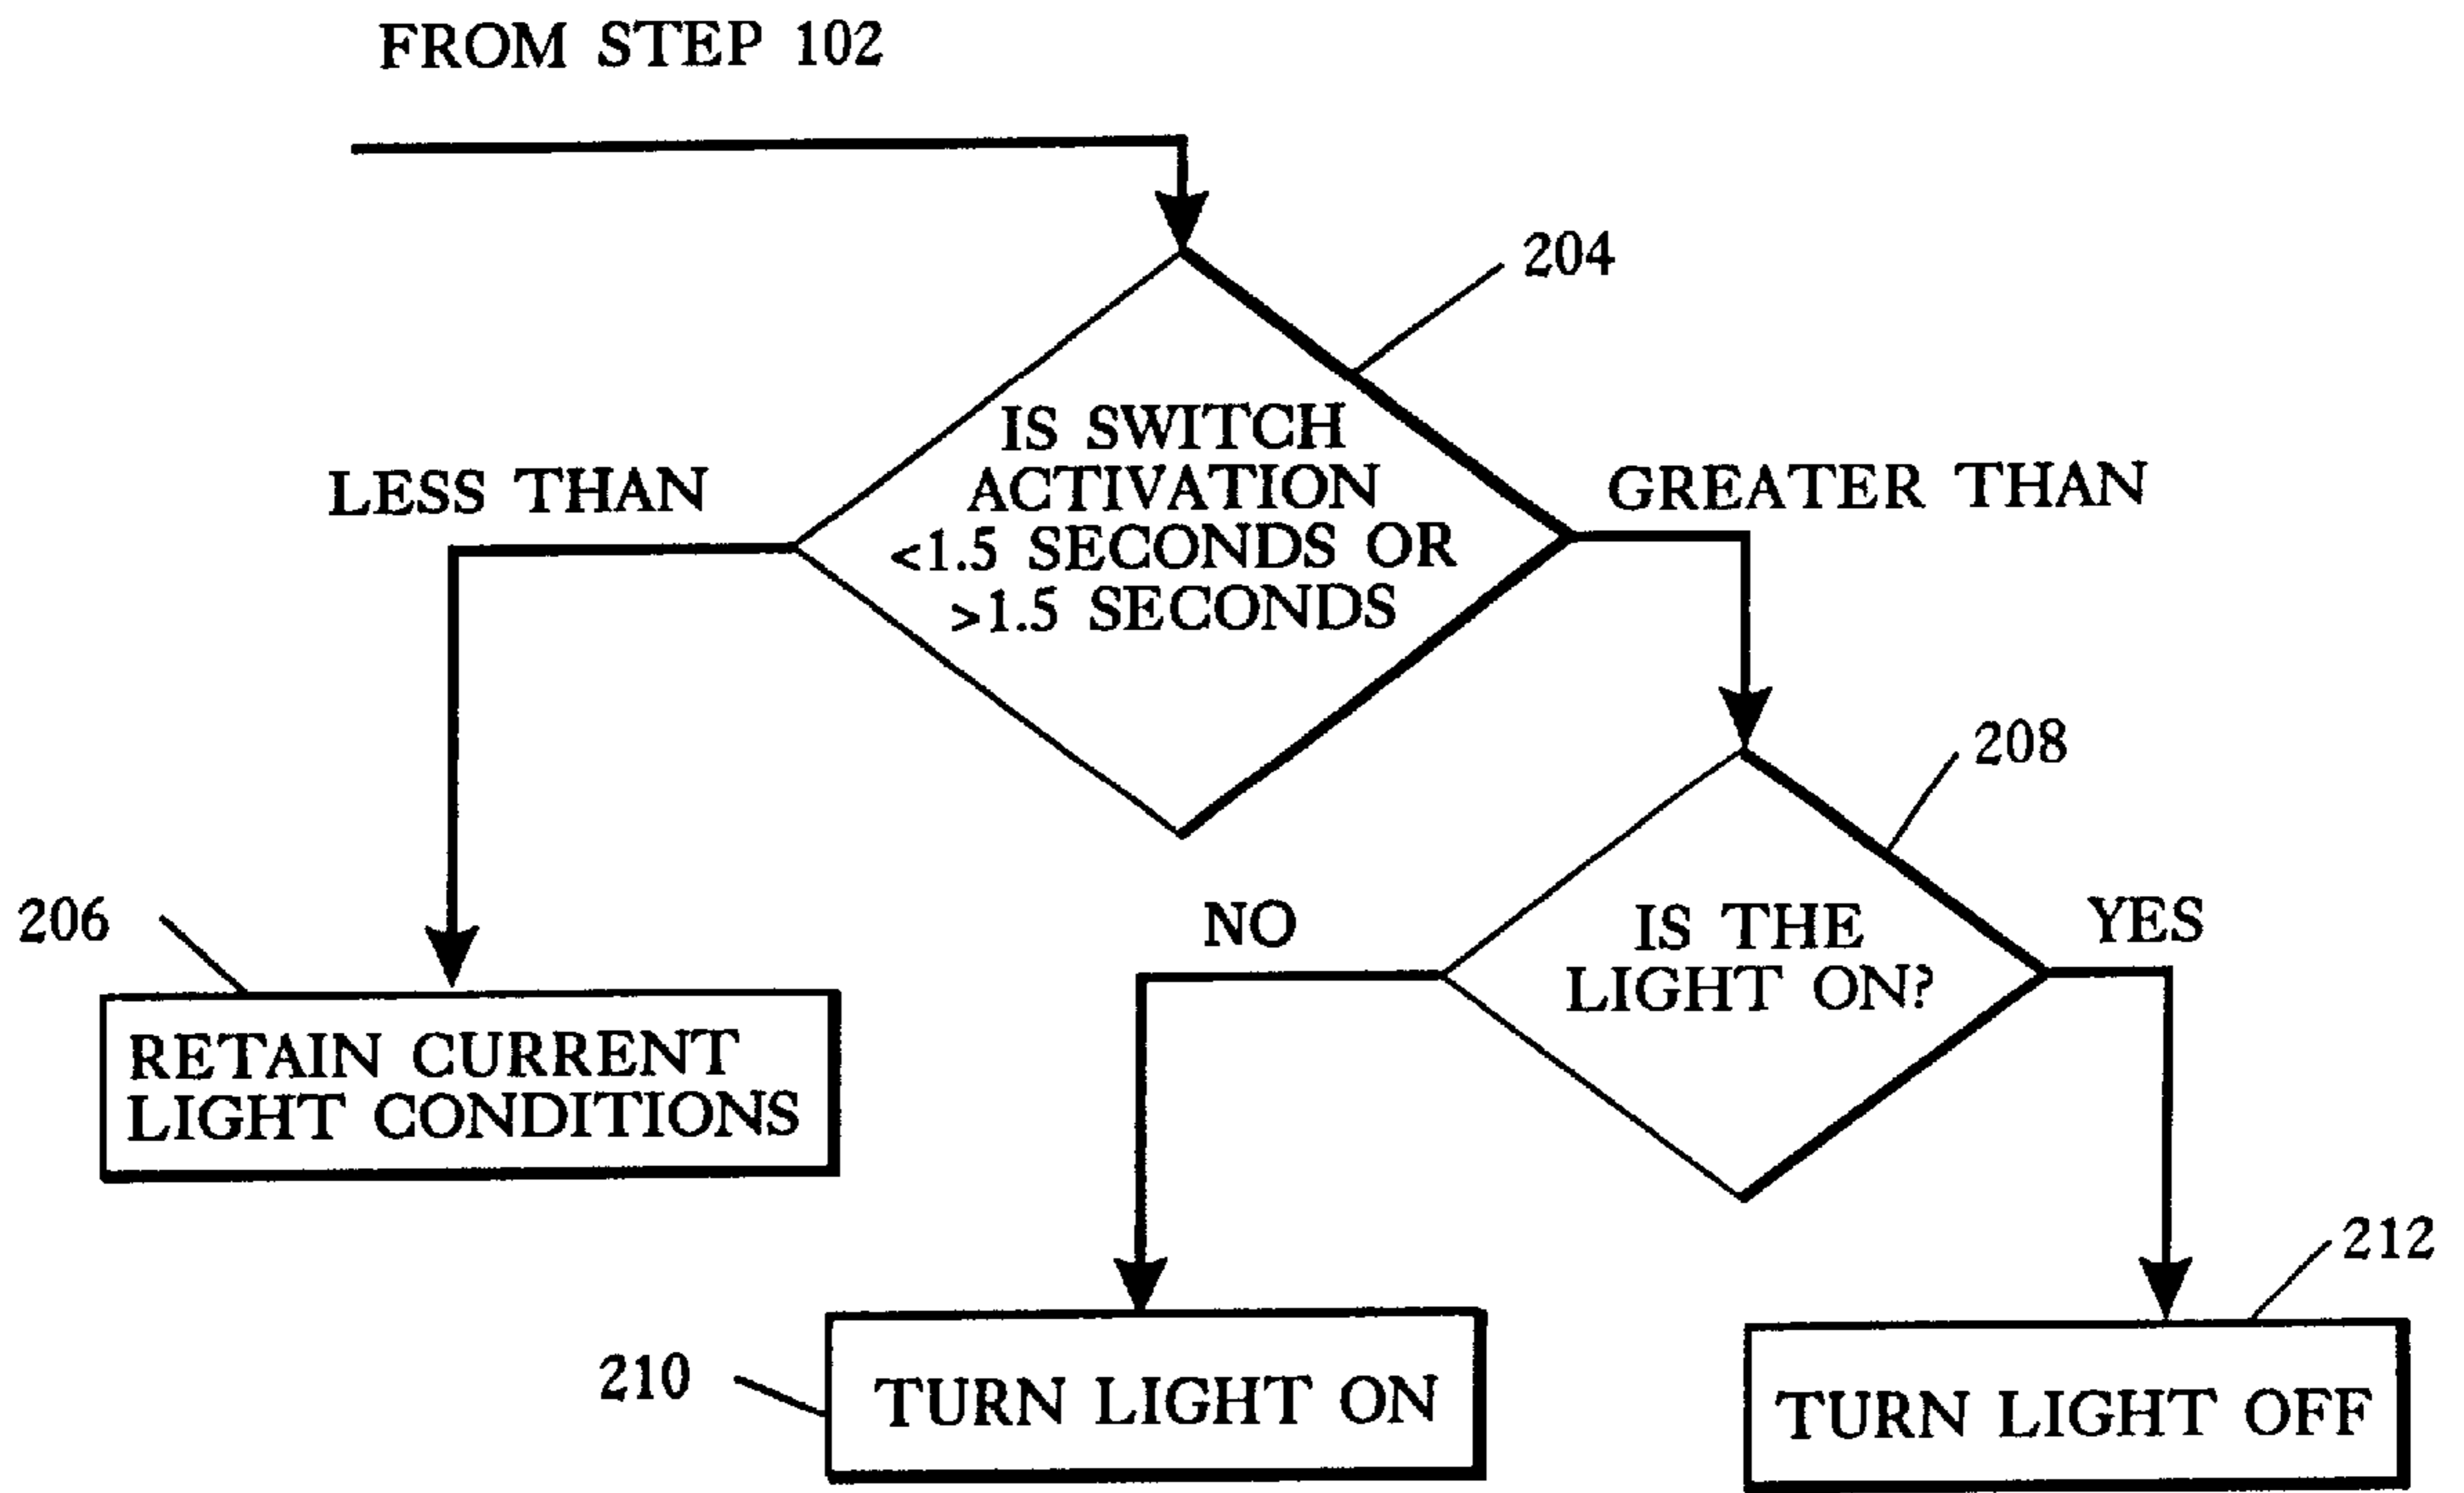 FROM STEP 102
204
IS SWITCH
ACTIVATION
<1.5 SECONDS OR
>1.5 SECONDS
LESS THAN
GREATER THAN
208
206
NO
IS THE
LIGHT ON?
YES
RETAIN CURRENT
LIGHT CONDITIONS
212
210
TURN LIGHT ON
TURN LIGHT OFF